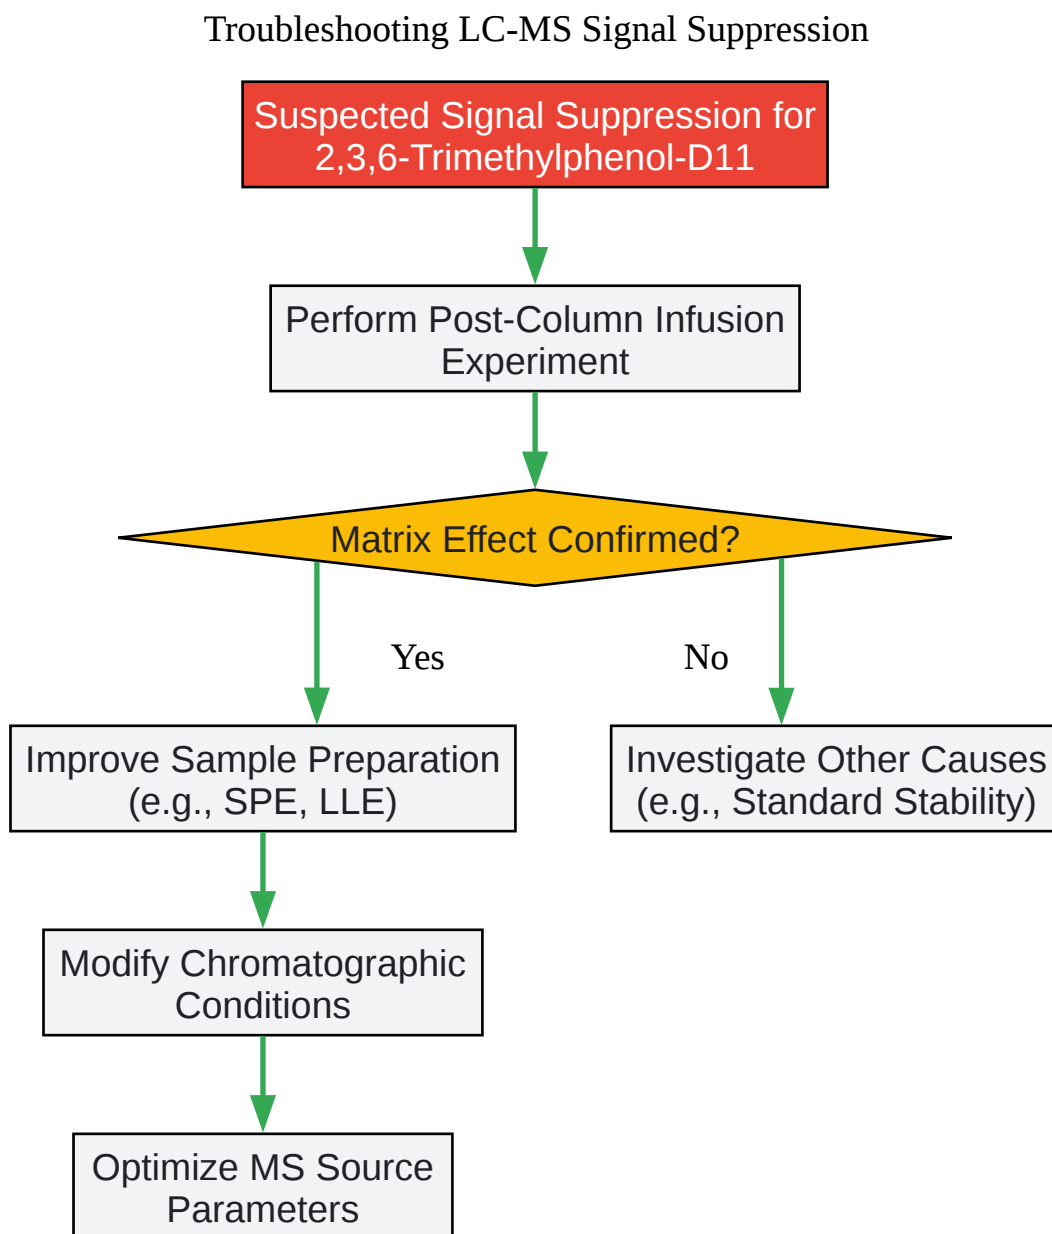 Troubleshooting LC-MS Signal Suppression
Suspected Signal Suppression for
2,3,6-Trimethylphenol-D11
Perform Post-Column Infusion
Experiment
Matrix Effect Confirmed?
Yes
No
Improve Sample Preparation
(e.g., SPE, LLE)
Investigate Other Causes
(e.g., Standard Stability)
Modify Chromatographic
Conditions
Optimize MS Source
Parameters